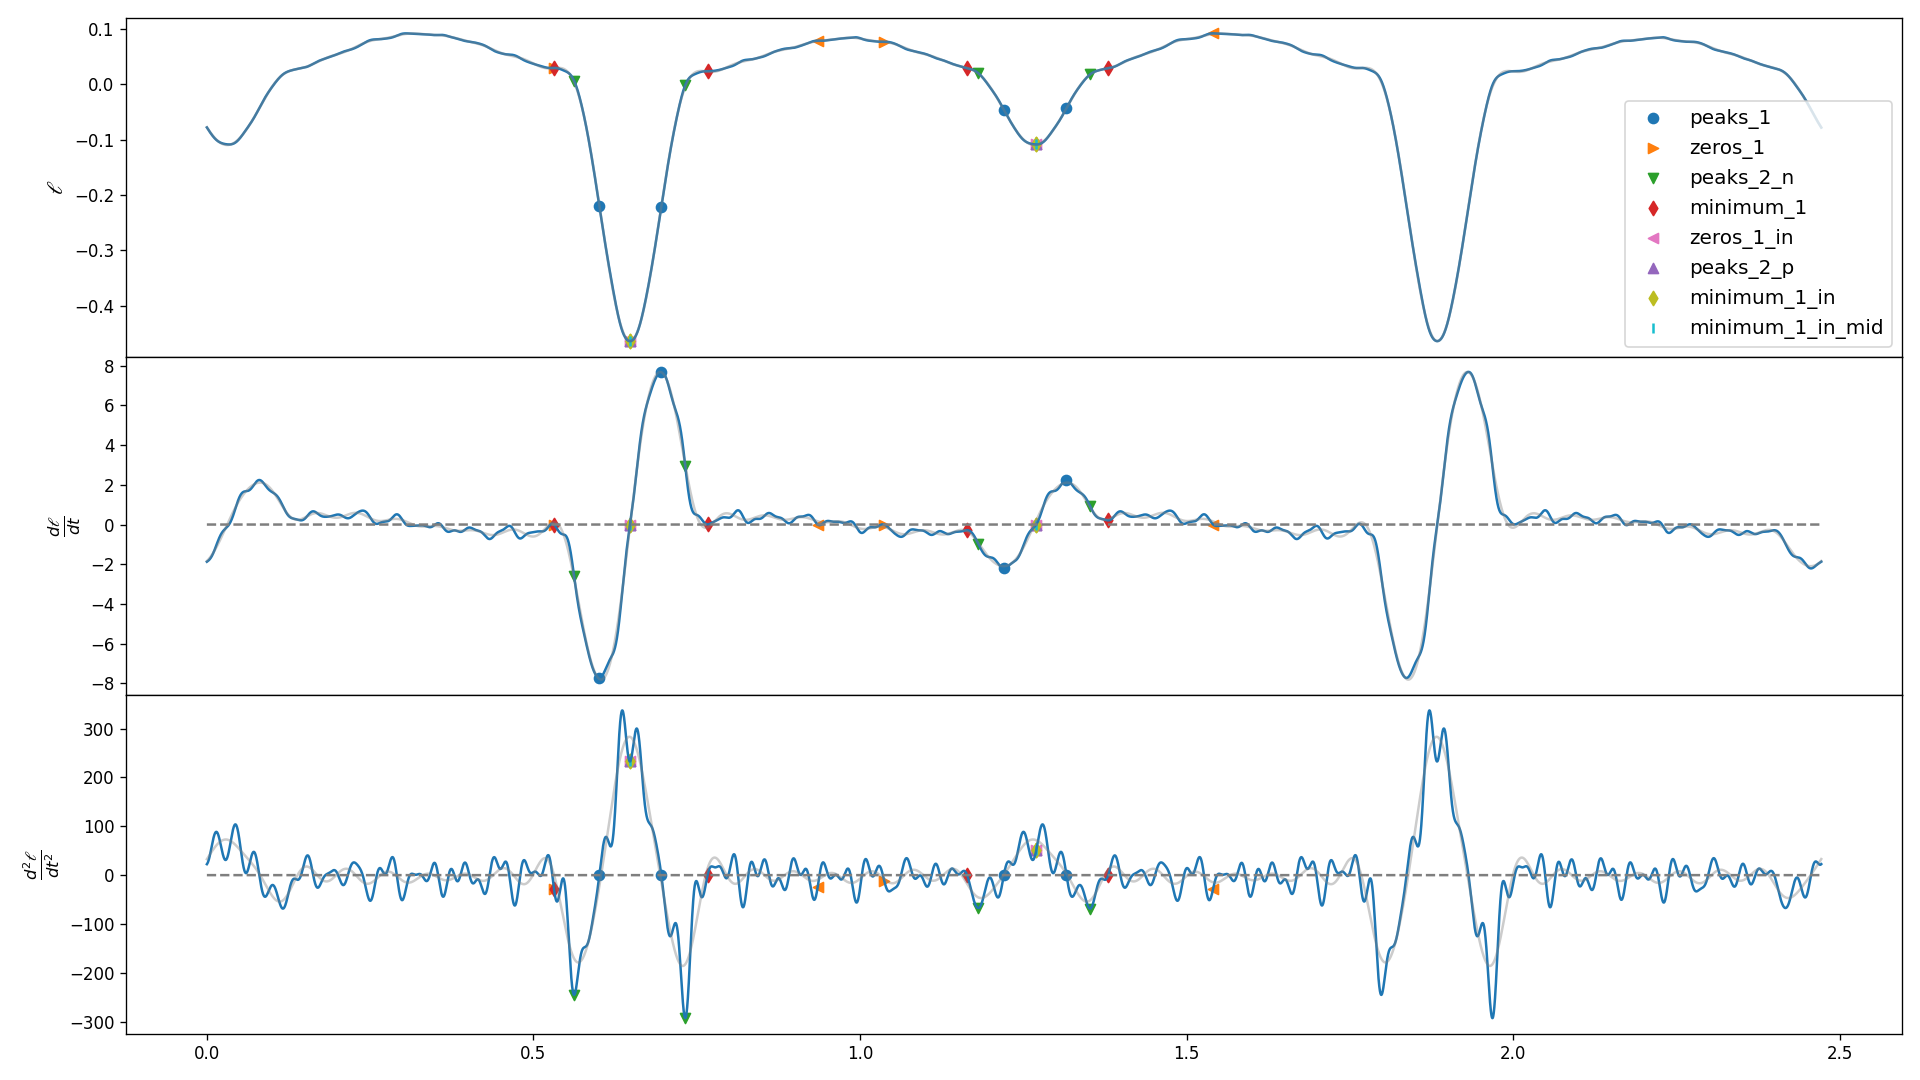 0.1
0.0
−0.1
−0.2
−0.3
−0.4
ℓ
peaks_1
zeros_1
peaks_2_n
minimum_1
zeros_1_in
peaks_2_p
minimum_1_in
minimum_1_in_mid
8
6
4
2
0
−2
−4
−6
−8
dℓ
dt
300
200
100
0
−100
−200
−300
d²ℓ
dt²
0.0 0.5 1.0 1.5 2.0 2.5